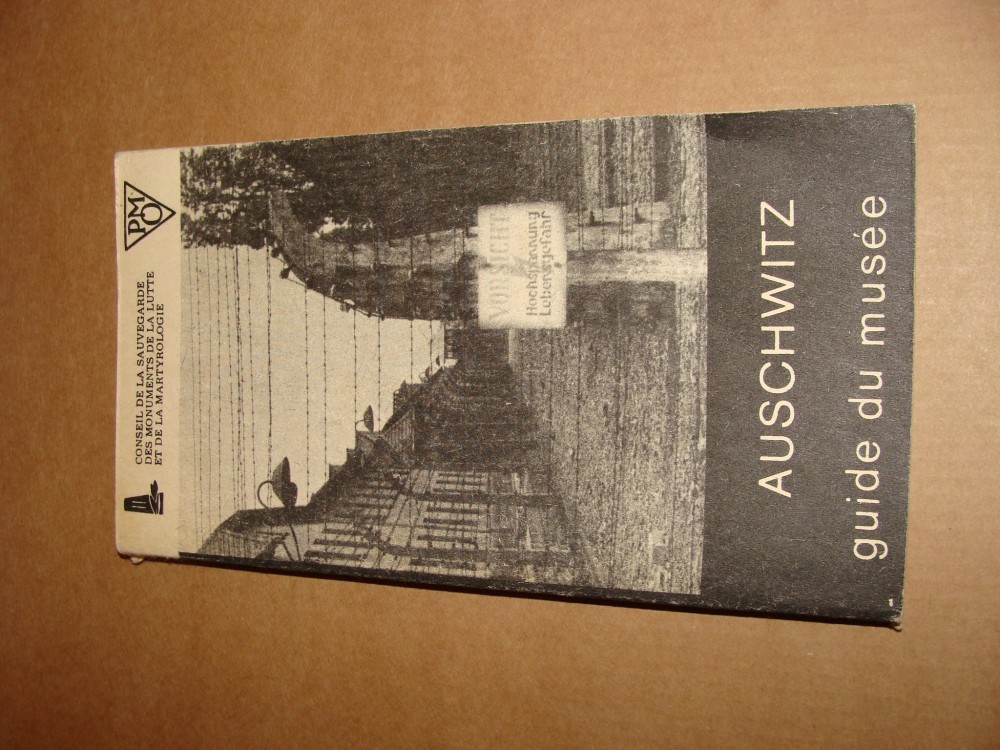 CONSEIL DE LA SAUVEGARDE
DES MONUMENTS DE LA LUTTE
ET DE LA MARTYROLOGIE
PMO
VORSICHT
Hochspannung
Lebensgefahr
AUSCHWITZ
guide du musée
1